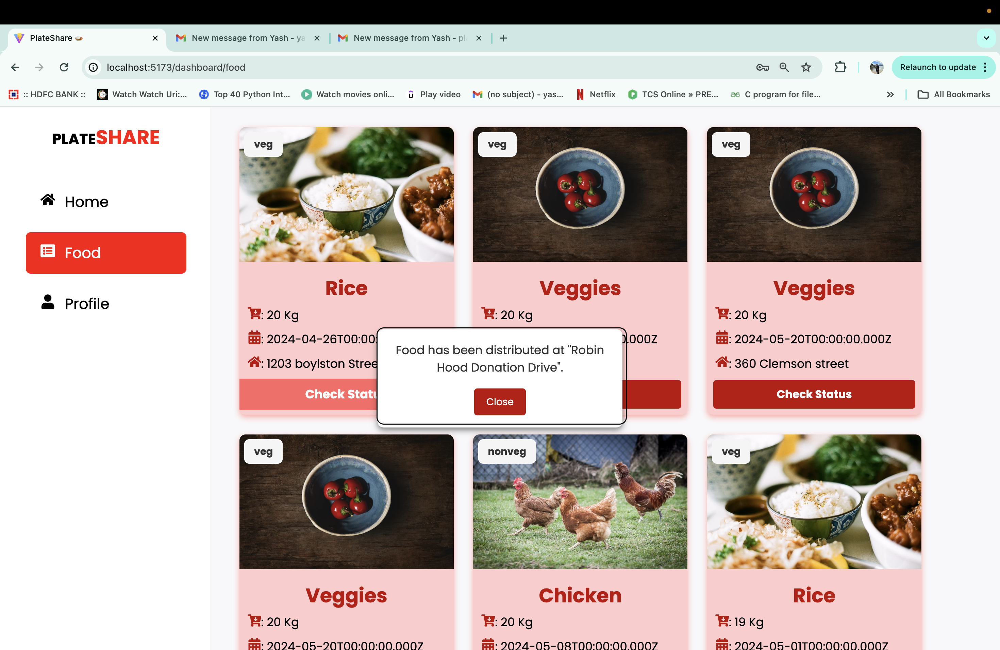 PlateShare
New message from Yash - ya
New message from Yash - pl
localhost:5173/dashboard/food
Relaunch to update
:: HDFC BANK ::
Watch Watch Uri:...
Top 40 Python Int...
Watch movies onli...
Play video
(no subject) - yas...
Netflix
TCS Online » PRE...
C program for file...
All Bookmarks
PLATESHARE
Home
Food
Profile
veg
Rice
: 20 Kg
: 2024-04-26T00:00:
: 1203 boylston Stree
Check Statu
veg
Veggies
: 20 Kg
.000Z
veg
Veggies
: 20 Kg
: 2024-05-20T00:00:00.000Z
: 360 Clemson street
Check Status
Food has been distributed at "Robin
Hood Donation Drive".
Close
veg
Veggies
: 20 Kg
: 2024-05-20T00:00:00.000Z
nonveg
Chicken
: 20 Kg
: 2024-05-08T00:00:00.000Z
veg
Rice
: 19 Kg
: 2024-05-01T00:00:00.000Z